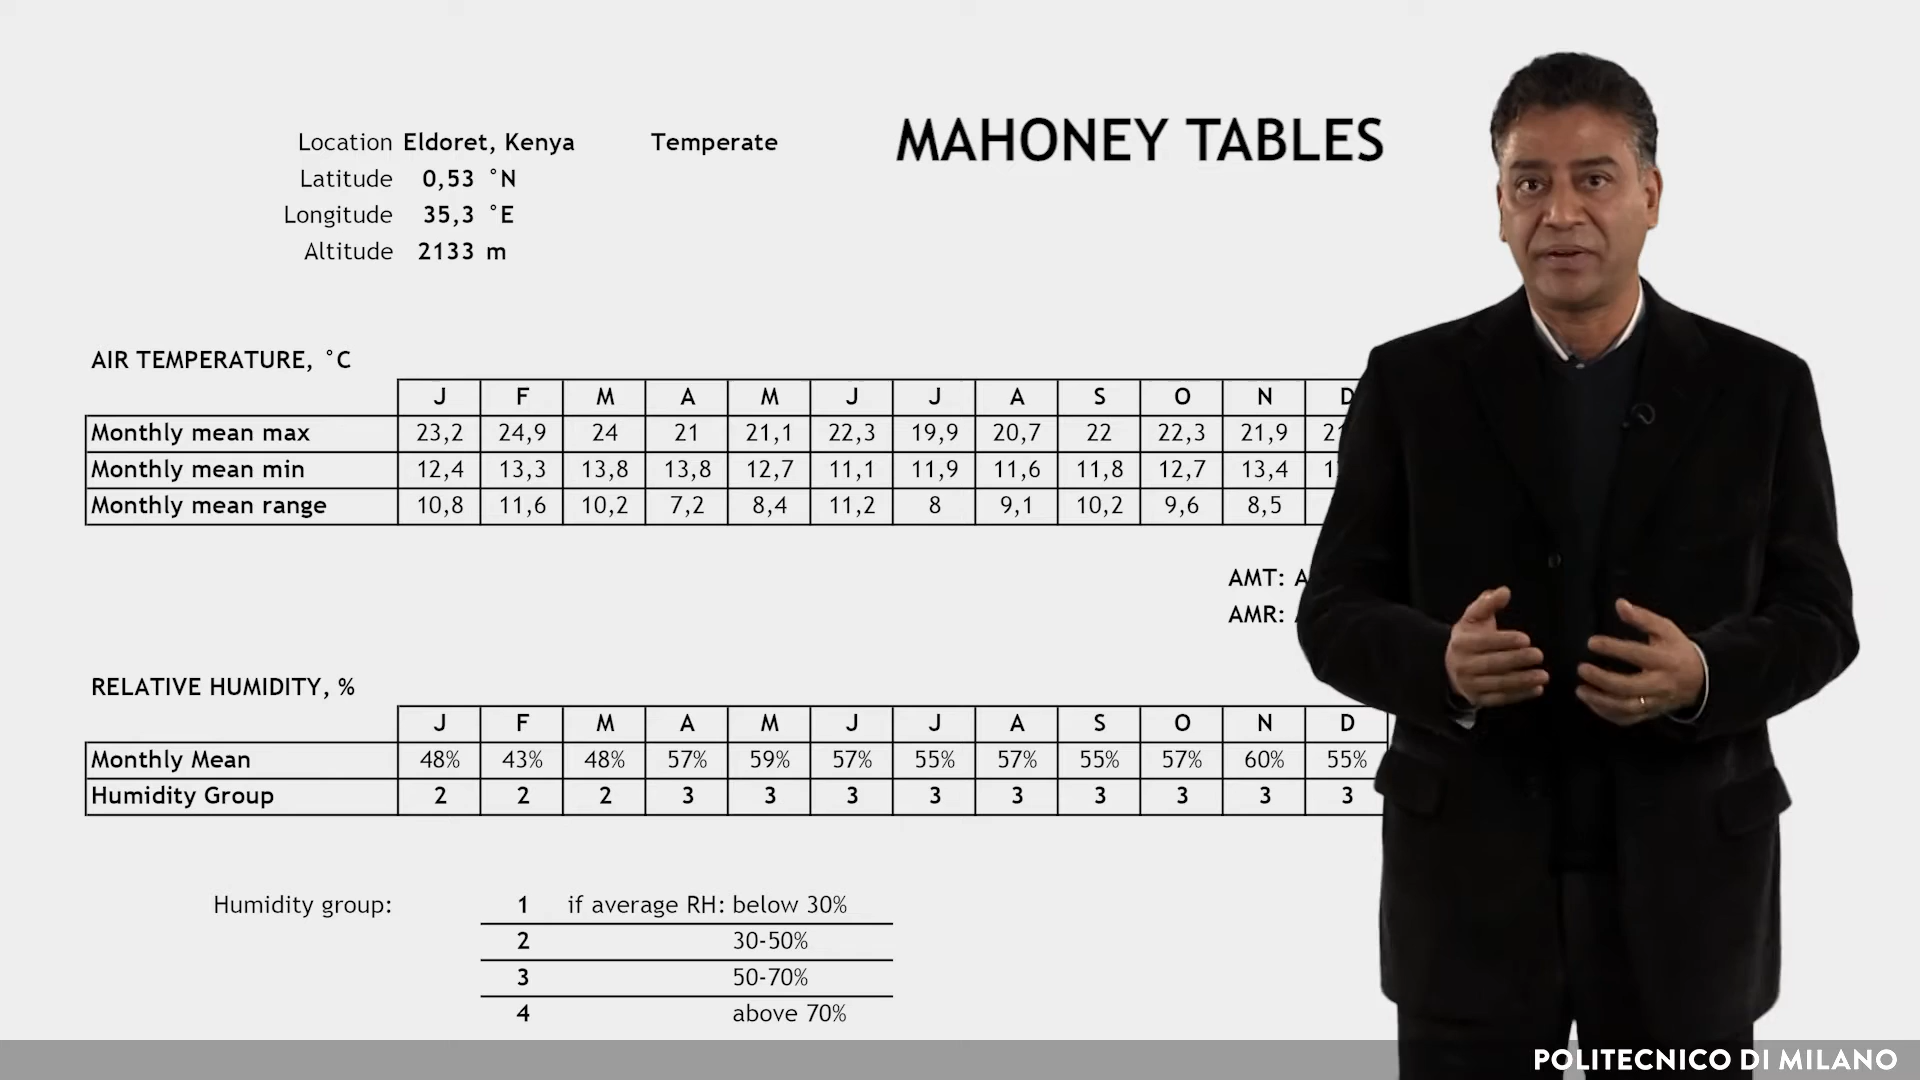 MAHONEY TABLES
Location Eldoret, Kenya Temperate
Latitude 0,53 °N
Longitude 35,3 °E
Altitude 2133 m
AIR TEMPERATURE, °C
J F M A M J J A S O N D
Monthly mean max 23,2 24,9 24 21 21,1 22,3 19,9 20,7 22 22,3 21,9
Monthly mean min 12,4 13,3 13,8 13,8 12,7 11,1 11,9 11,6 11,8 12,7 13,4
Monthly mean range 10,8 11,6 10,2 7,2 8,4 11,2 8 9,1 10,2 9,6 8,5
AMT:
AMR:
RELATIVE HUMIDITY, %
J F M A M J J A S O N D
Monthly Mean 48% 43% 48% 57% 59% 57% 55% 57% 55% 57% 60% 55%
Humidity Group 2 2 2 3 3 3 3 3 3 3 3 3
Humidity group: 1 if average RH: below 30%
2 30-50%
3 50-70%
4 above 70%
POLITECNICO DI MILANO